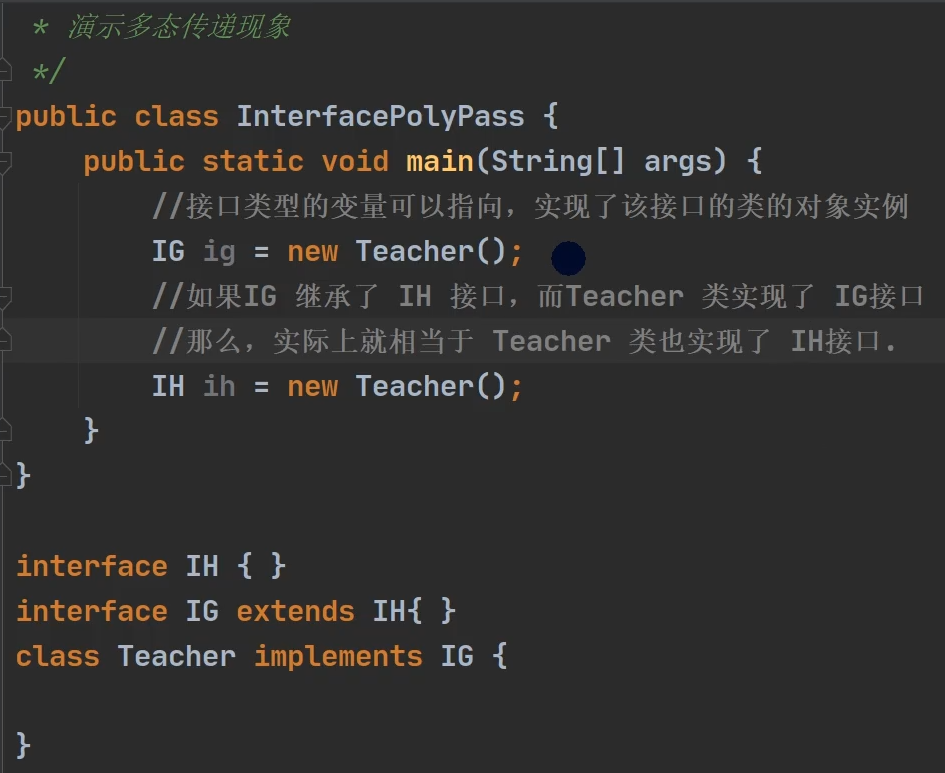 * 演示多态传递现象
*/
public class InterfacePolyPass {
public static void main(String[] args) {
//接口类型的变量可以指向，实现了该接口的类的对象实例
IG ig = new Teacher();
//如果IG 继承了 IH 接口，而Teacher 类实现了 IG接口
//那么，实际上就相当于 Teacher 类也实现了 IH接口.
IH ih = new Teacher();
}
}
interface IH { }
interface IG extends IH{ }
class Teacher implements IG {
}